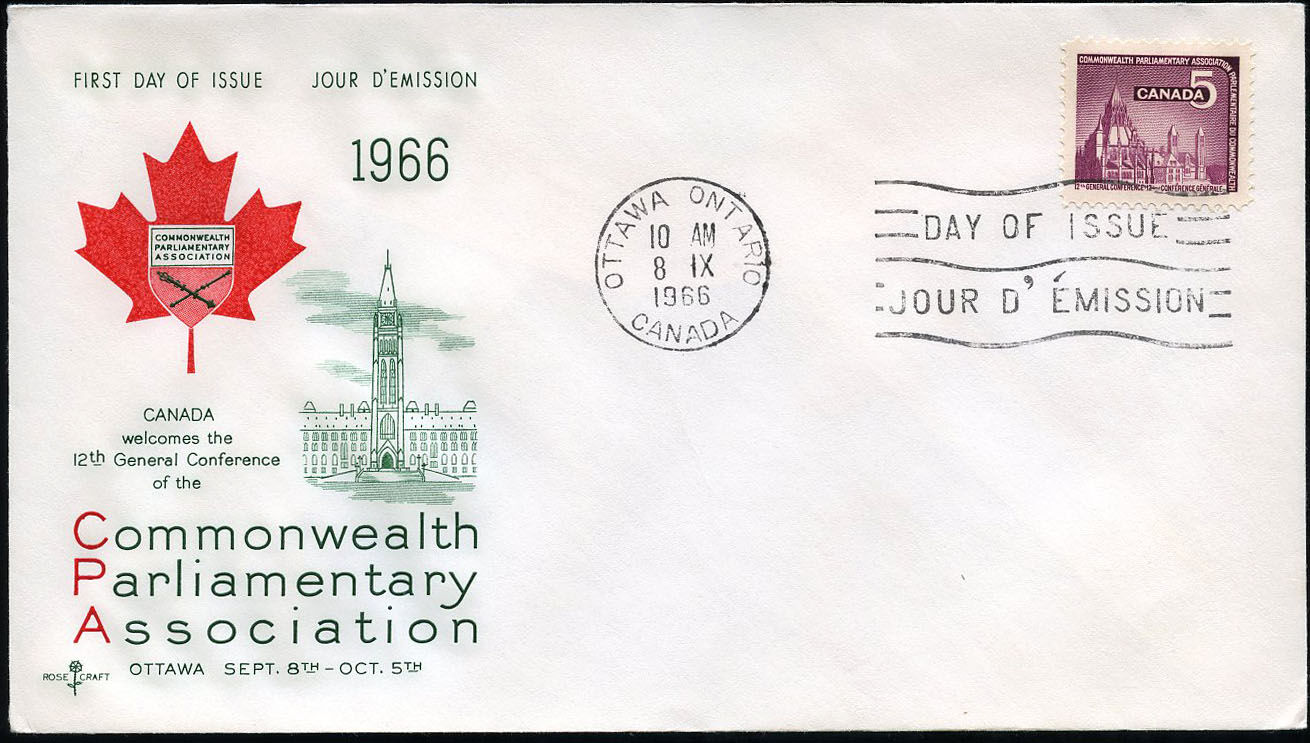 FIRST DAY OF ISSUE JOUR D'EMISSION
1966
COMMONWEALTH
PARLIAMENTARY
ASSOCIATION
CANADA
welcomes the
12th General Conference
of the
Commonwealth
Parliamentary
Association
OTTAWA SEPT. 8TH – OCT. 5TH
ROSE CRAFT
OTTAWA ONTARIO
10 AM
8 IX
1966
CANADA
COMMONWEALTH PARLIAMENTARY ASSOCIATION PARLEMENTAIRE DU COMMONWEALTH
CANADA 5
12th GENERAL CONFERENCE 12ème CONFÉRENCE GÉNÉRALE
DAY OF ISSUE
JOUR D'ÉMISSION